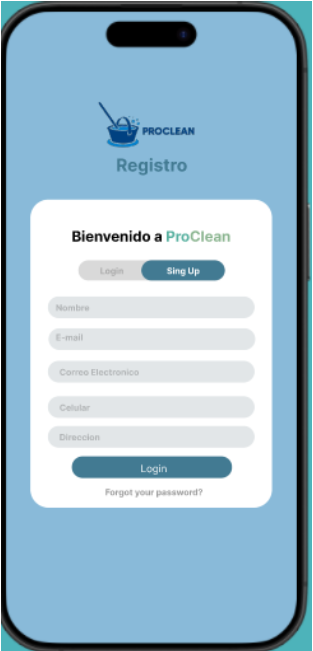 PROCLEAN
Registro
Bienvenido a ProClean
Login Sing Up
Nombre
E-mail
Correo Electronico
Celular
Direccion
Login
Forgot your password?